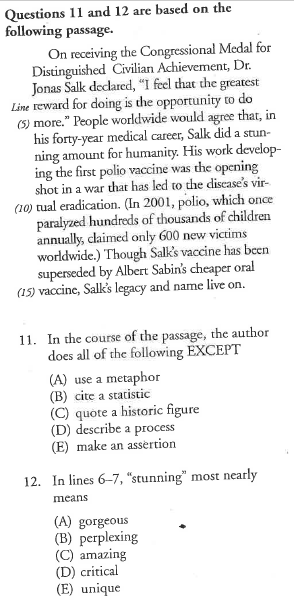 Questions 11 and 12 are based on the
following passage.
On receiving the Congressional Medal for
Distinguished Civilian Achievement, Dr.
Jonas Salk declared, “I feel that the greatest
Line reward for doing is the opportunity to do
(5) more.” People worldwide would agree that, in
his forty-year medical career, Salk did a stun-
ning amount for humanity. His work develop-
ing the first polio vaccine was the opening
shot in a war that has led to the disease’s vir-
(10) tual eradication. (In 2001, polio, which once
paralyzed hundreds of thousands of children
annually, claimed only 600 new victims
worldwide.) Though Salk’s vaccine has been
superseded by Albert Sabin’s cheaper oral
(15) vaccine, Salk’s legacy and name live on.
11. In the course of the passage, the author
does all of the following EXCEPT
(A) use a metaphor
(B) cite a statistic
(C) quote a historic figure
(D) describe a process
(E) make an assertion
12. In lines 6–7, “stunning” most nearly
means
(A) gorgeous
(B) perplexing
(C) amazing
(D) critical
(E) unique